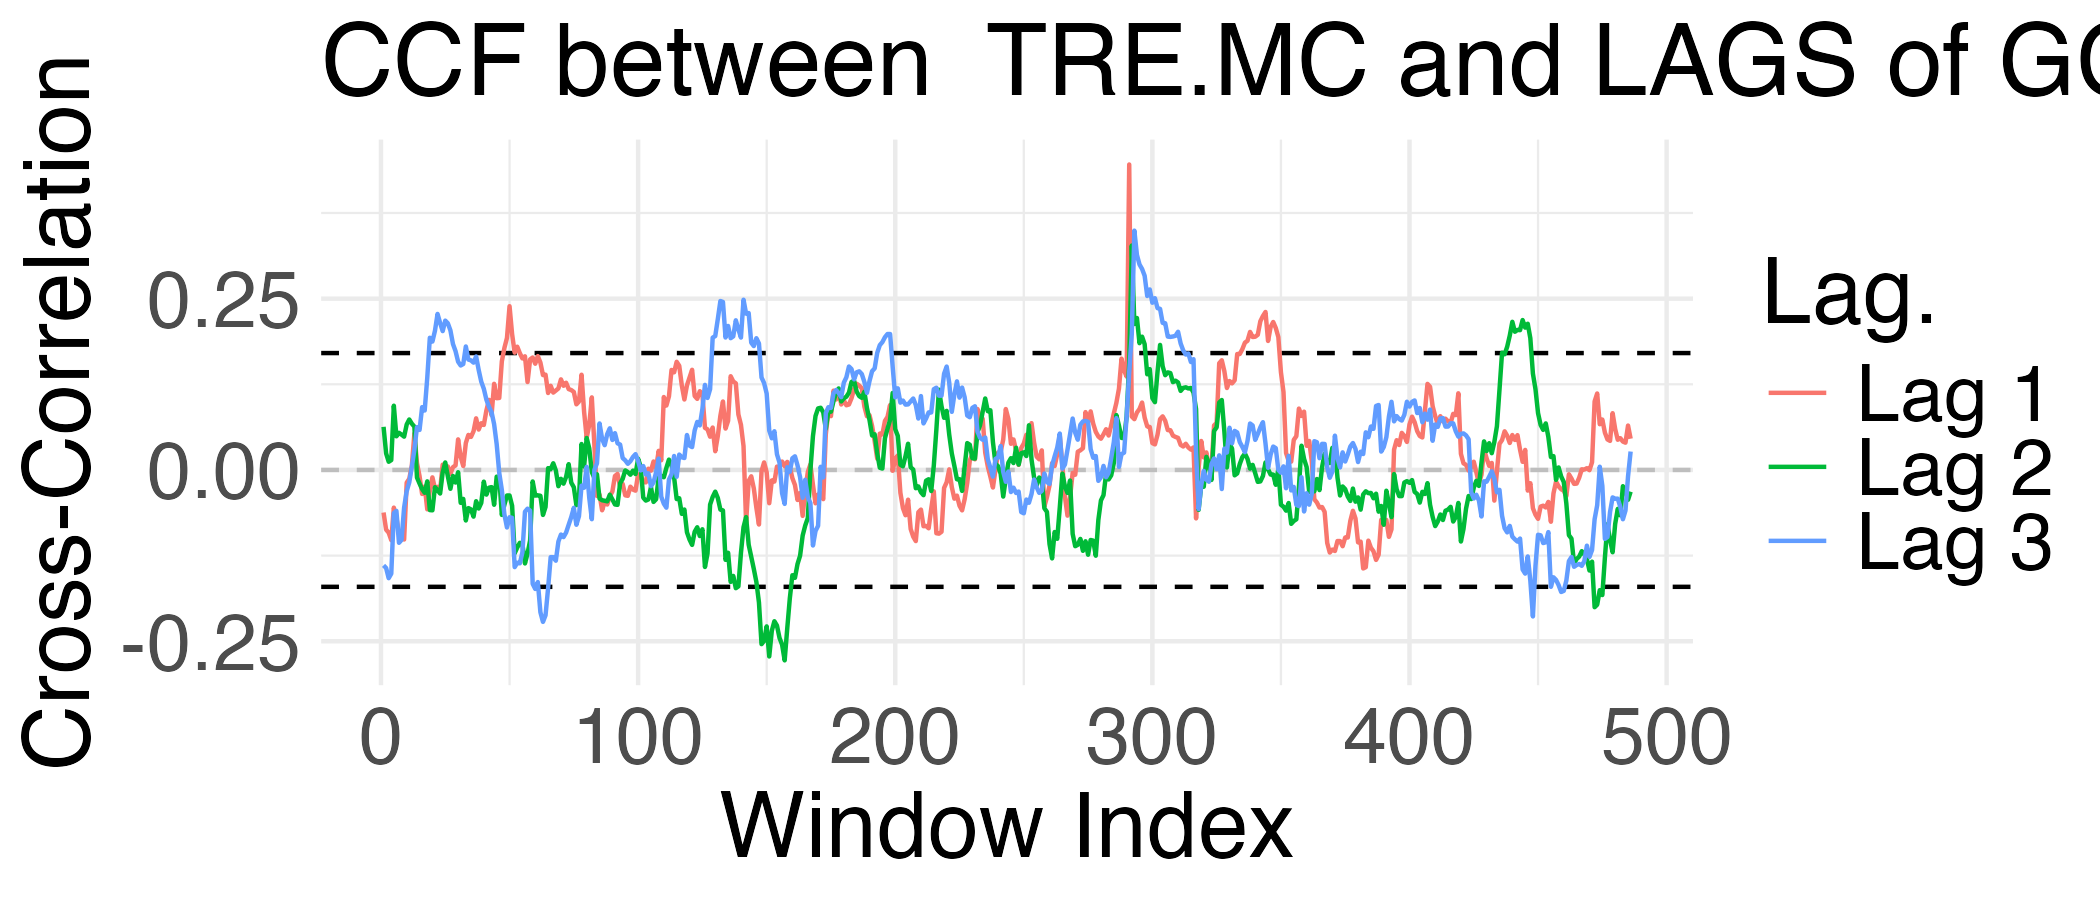 CCF between TRE.MC and LAGS of
Cross-Correlation
0.25
0.00
-0.25
0 100 200 300 400 500
Window Index
Lag.
Lag 1
Lag 2
Lag 3